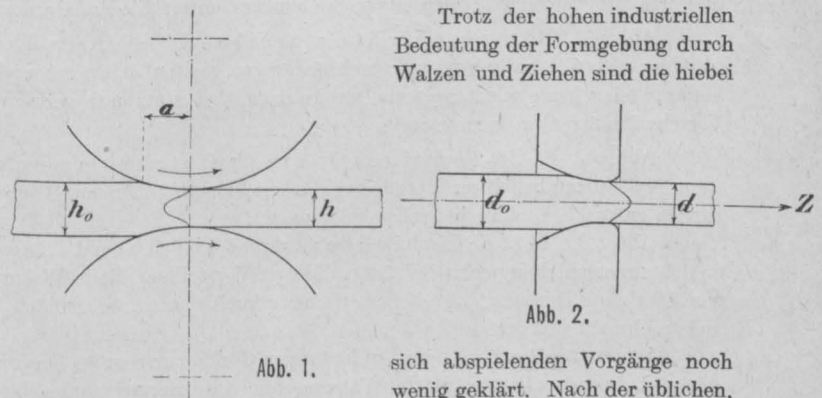 Trotz der hohen industriellen
Bedeutung der Formgebung durch
Walzen und Ziehen sind die hiebei
a
h₀
h
d₀
d
Z
Abb. 2.
Abb. 1.
sich abspielenden Vorgänge noch
wenig geklärt. Nach der üblichen,